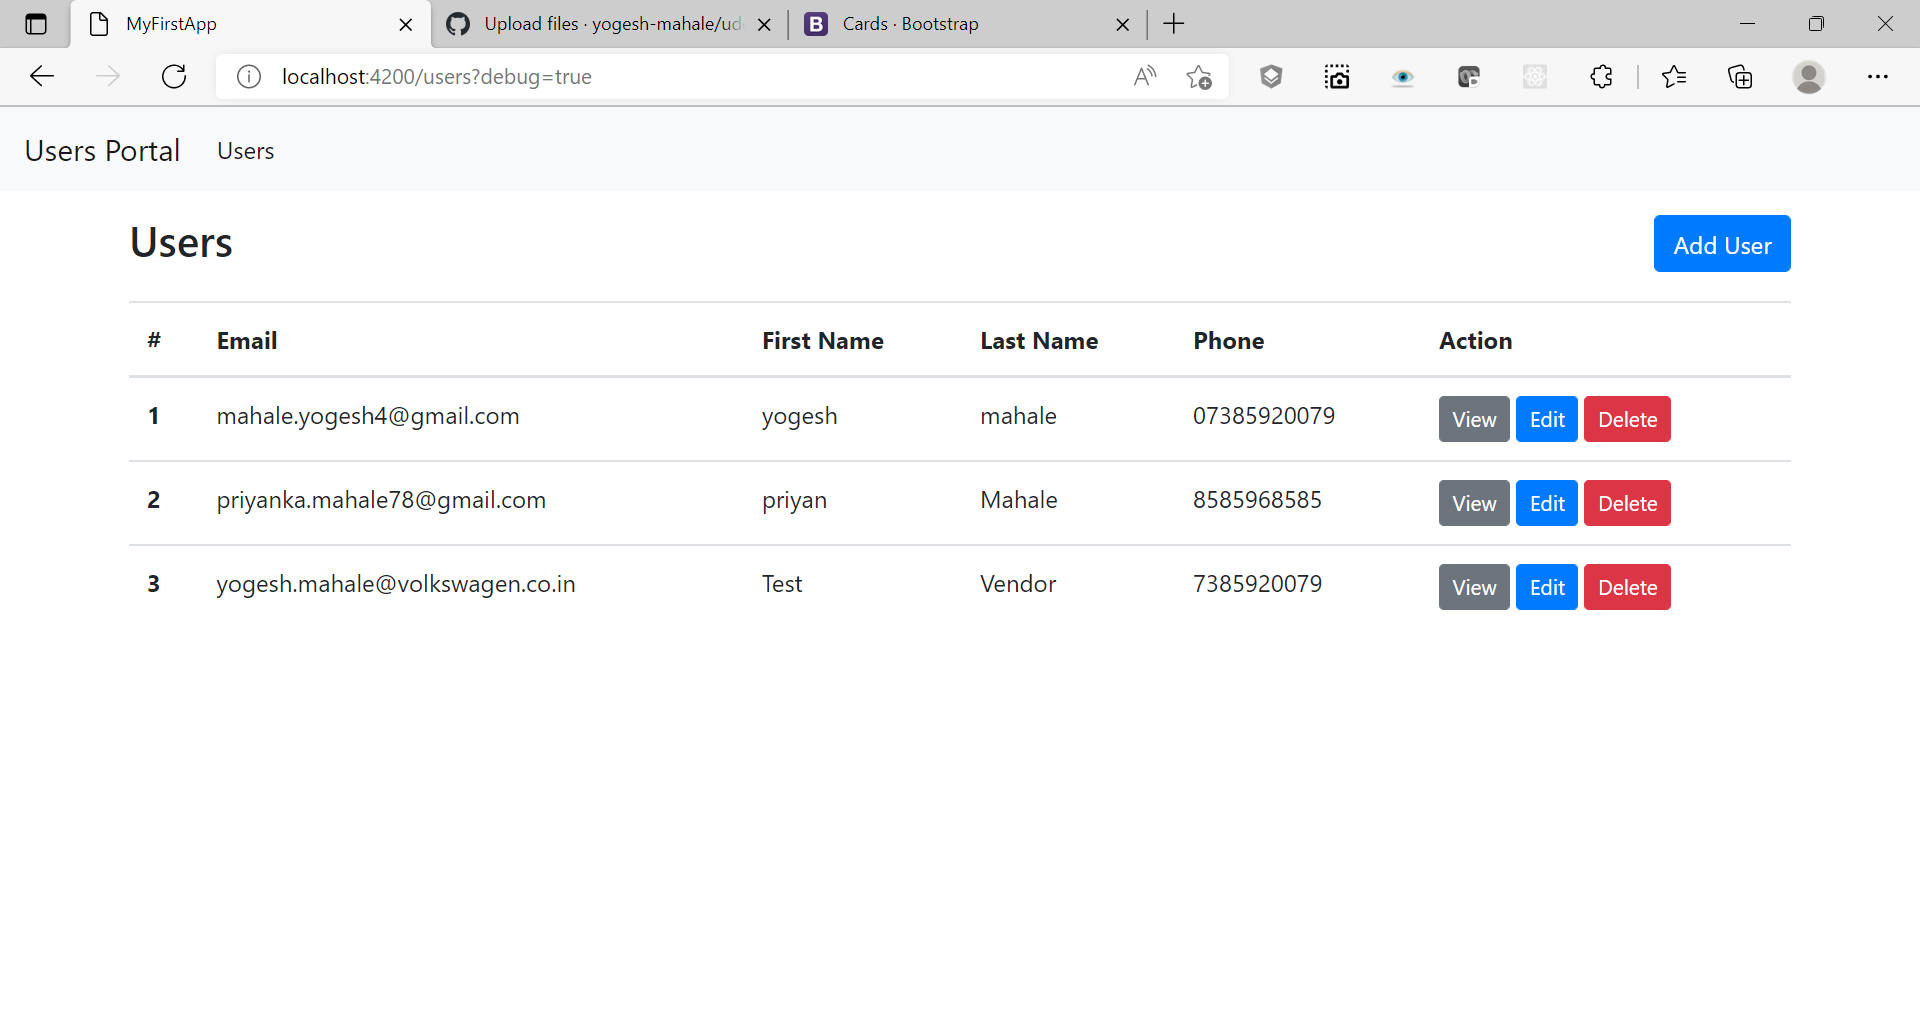 MyFirstApp
Upload files · yogesh-mahale/ud
Cards · Bootstrap
localhost:4200/users?debug=true
Users Portal Users
Users
Add User
# Email First Name Last Name Phone Action
1 mahale.yogesh4@gmail.com yogesh mahale 07385920079 View Edit Delete
2 priyanka.mahale78@gmail.com priyan Mahale 8585968585 View Edit Delete
3 yogesh.mahale@volkswagen.co.in Test Vendor 7385920079 View Edit Delete